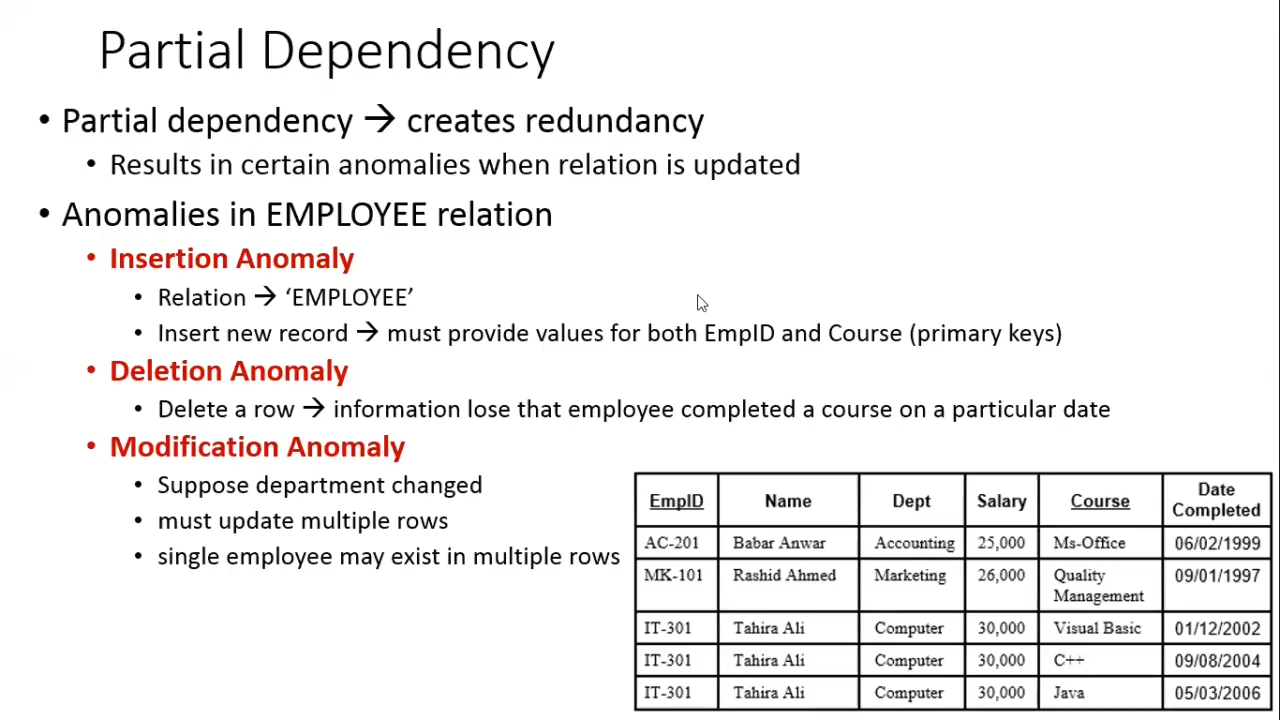 Partial Dependency
• Partial dependency → creates redundancy
• Results in certain anomalies when relation is updated
• Anomalies in EMPLOYEE relation
• Insertion Anomaly
• Relation → ‘EMPLOYEE’
• Insert new record → must provide values for both EmpID and Course (primary keys)
• Deletion Anomaly
• Delete a row → information lose that employee completed a course on a particular date
• Modification Anomaly
• Suppose department changed
• must update multiple rows
• single employee may exist in multiple rows
EmpID Name Dept Salary Course Date
Completed
AC-201 Babar Anwar Accounting 25,000 Ms-Office 06/02/1999
MK-101 Rashid Ahmed Marketing 26,000 Quality 09/01/1997
Management
IT-301 Tahira Ali Computer 30,000 Visual Basic 01/12/2002
IT-301 Tahira Ali Computer 30,000 C++ 09/08/2004
IT-301 Tahira Ali Computer 30,000 Java 05/03/2006